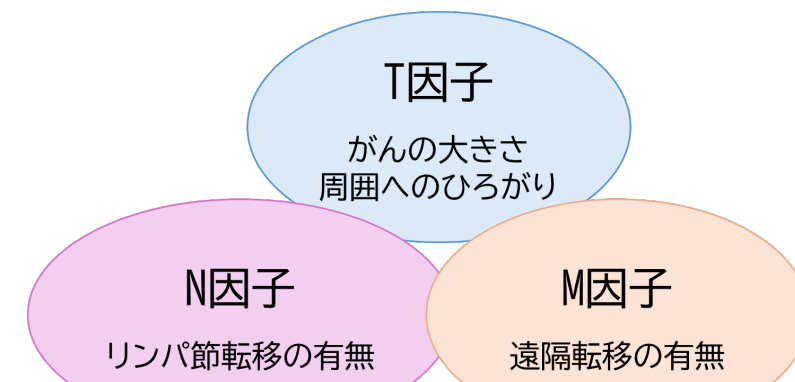 T因子
がんの大きさ
周囲へのひろがり
N因子
リンパ節転移の有無
M因子
遠隔転移の有無